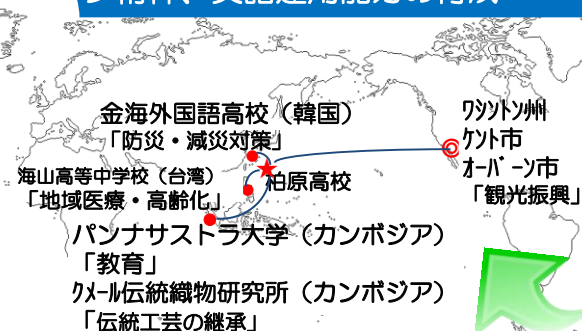 金海外国語高校（韓国）
「防災・減災対策」
海山高等中学校（台湾）
「地域医療・高齢化」
柏原高校
ﾜｼﾝﾄﾝ州
ｹﾝﾄ市
ｵｰﾊﾞｰﾝ市
「観光振興」
パンナサストラ大学（カンボジア）
「教育」
ｸﾒｰﾙ伝統織物研究所（カンボジア）
「伝統工芸の継承」